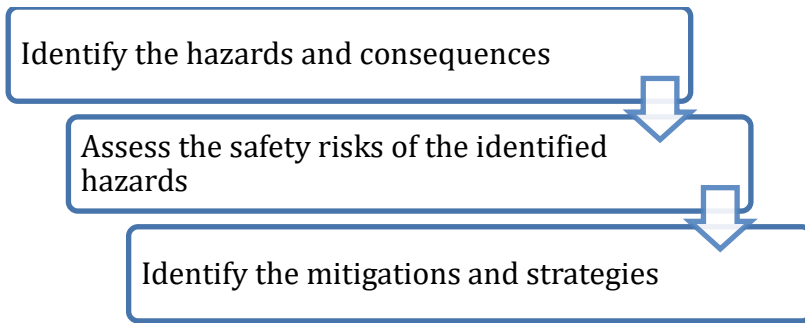 Identify the hazards and consequences
Assess the safety risks of the identified
hazards
Identify the mitigations and strategies